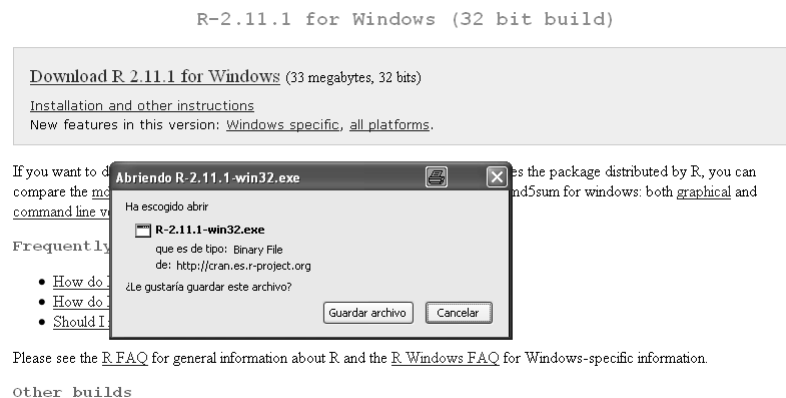 R-2.11.1 for Windows (32 bit build)
Download R 2.11.1 for Windows (33 megabytes, 32 bits)
Installation and other instructions
New features in this version: Windows specific, all platforms.
If you want to d
es the package distributed by R, you can
compare the md
md5sum for windows: both graphical and
command line ve
Abriendo R-2.11.1-win32.exe
Ha escogido abrir
R-2.11.1-win32.exe
que es de tipo: Binary File
de: http://cran.es.r-project.org
¿Le gustaría guardar este archivo?
Guardar archivo Cancelar
Frequently
How do
How do
Should I
Please see the R FAQ for general information about R and the R Windows FAQ for Windows-specific information.
Other builds